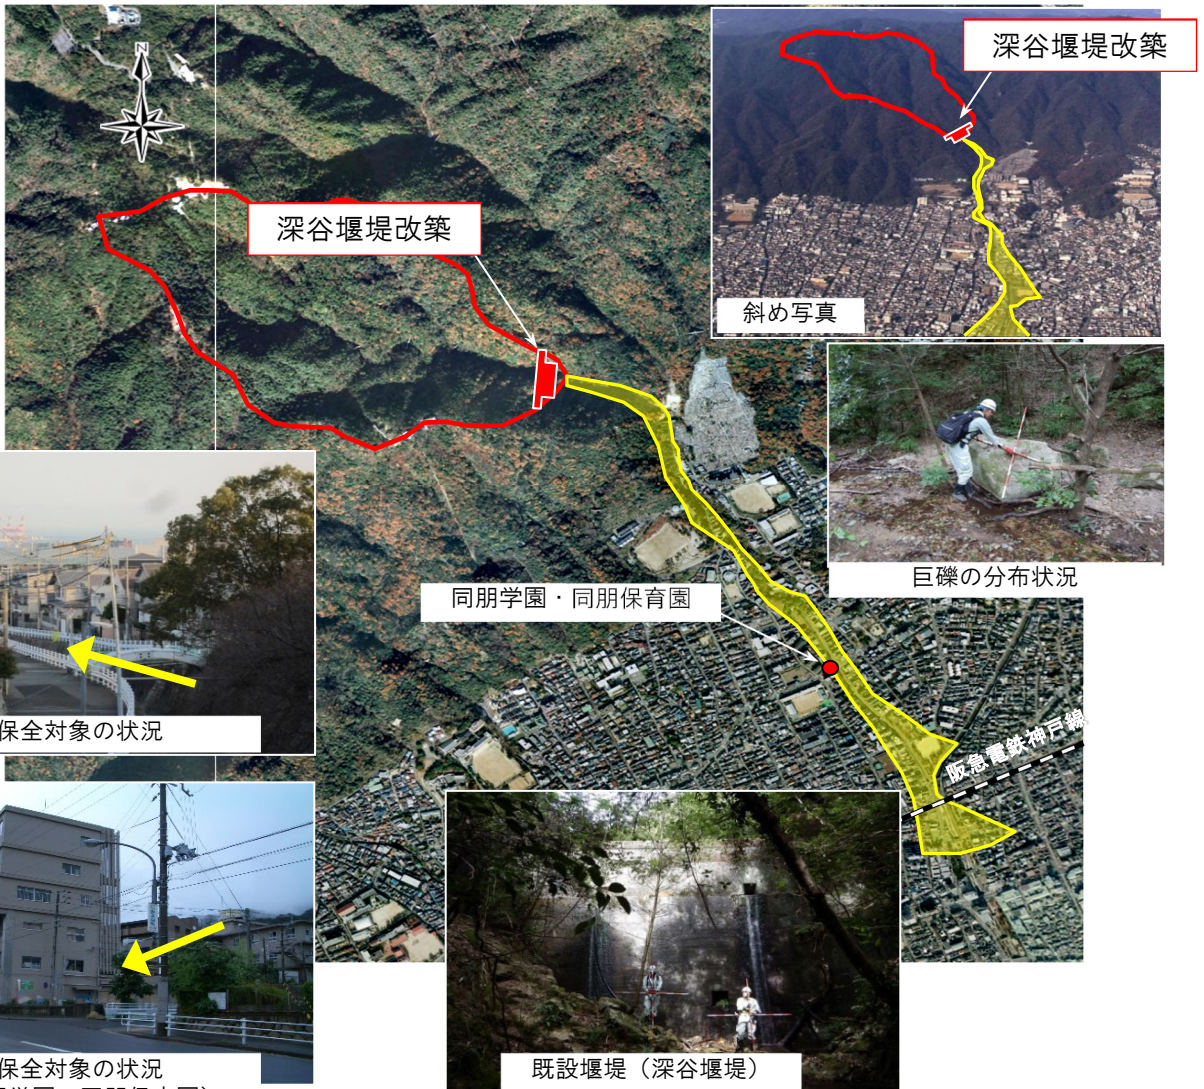 N
深谷堰堤改築
深谷堰堤改築
斜め写真
巨礫の分布状況
同朋学園・同朋保育園
保全対象の状況
阪急電鉄神戸線
保全対象の状況
既設堰堤（深谷堰堤）